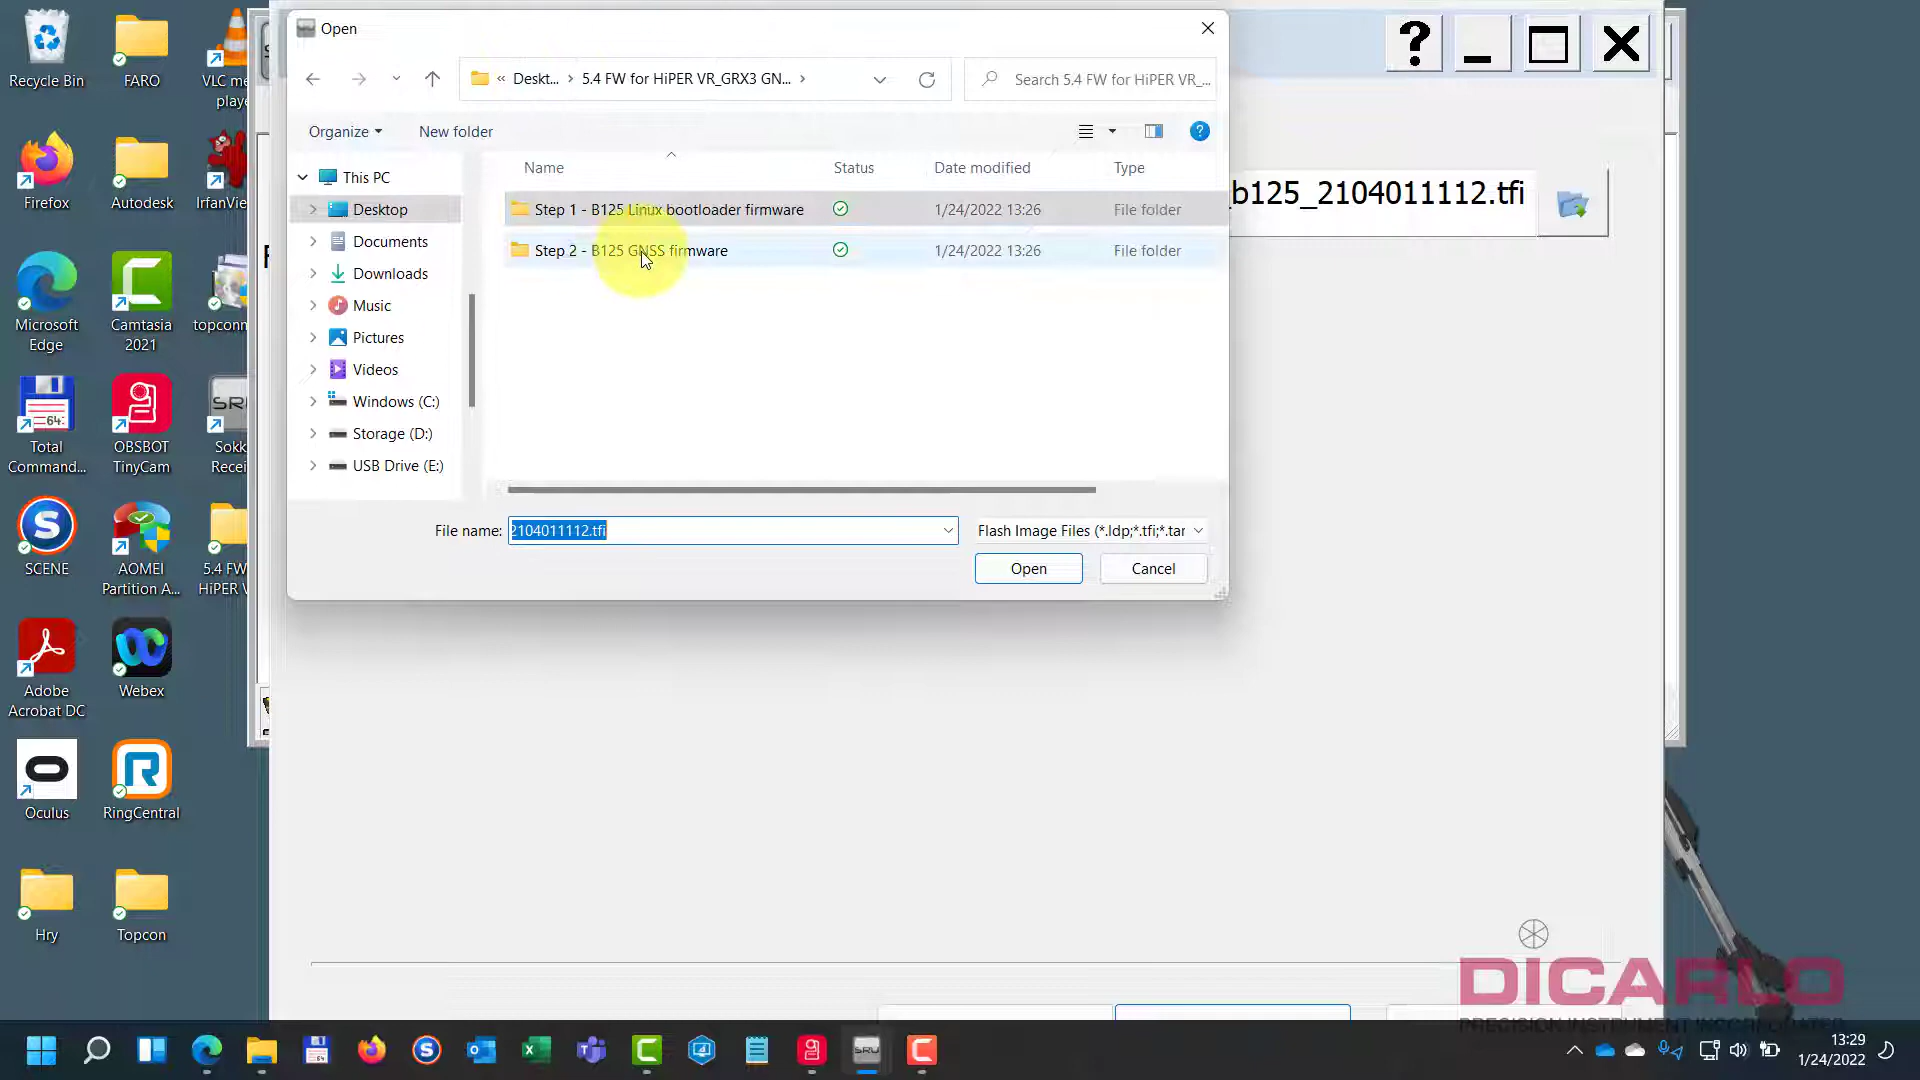 Recycle Bin
FARO
VLC me
playe
Firefox
Autodesk
IrfanVie
Microsoft
Edge
Camtasia
2021
topconn
Total
Command...
64
OBSBOT
TinyCam
SRU
Sokk
Recei
SCENE
AOMEI
Partition A...
5.4 FW
HiPER V
Adobe
Acrobat DC
Webex
Oculus
RingCentral
Hry
Topcon
Open
« Deskt... › 5.4 FW for HiPER VR_GRX3 GN... ›
Search 5.4 FW for HiPER VR_...
Organize
New folder
Name
Status
Date modified
Type
This PC
Desktop
Documents
Downloads
Music
Pictures
Videos
Windows (C:)
Storage (D:)
USB Drive (E:)
Step 1 - B125 Linux bootloader firmware
1/24/2022 13:26
File folder
Step 2 - B125 GNSS firmware
1/24/2022 13:26
File folder
File name:
2104011112.tfi
Flash Image Files (*.ldp;*.tfi;*.tar
Open
Cancel
_b125_2104011112.tfi
DICARLO
PRECISION INSTRUMENT INCORPORATED
13:29
1/24/2022